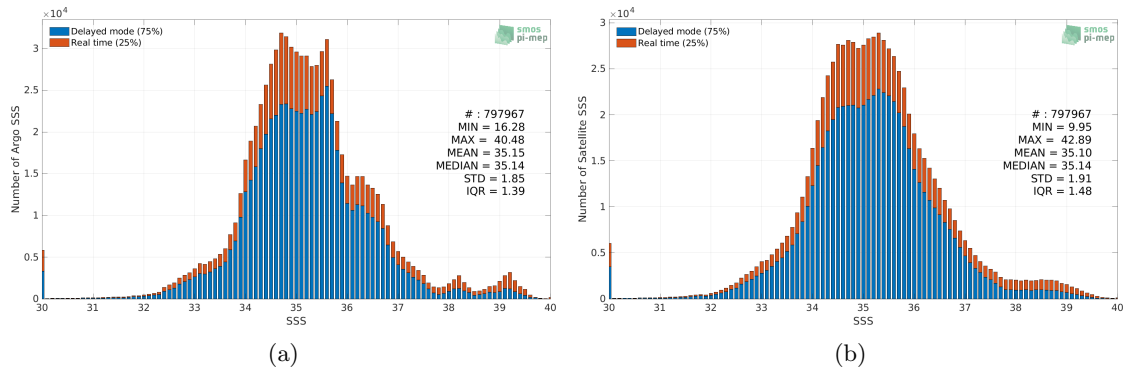 ×10⁴
Delayed mode (75%)
Real time (25%)
smos
pi-mep
# : 797967
MIN = 16.28
MAX = 40.48
MEAN = 35.15
MEDIAN = 35.14
STD = 1.85
IQR = 1.39
Number of Argo SSS
3
2.5
2
1.5
1
0.5
0
30 31 32 33 34 35 36 37 38 39 40
SSS
(a)
×10⁴
Delayed mode (75%)
Real time (25%)
smos
pi-mep
# : 797967
MIN = 9.95
MAX = 42.89
MEAN = 35.10
MEDIAN = 35.14
STD = 1.91
IQR = 1.48
Number of Satellite SSS
3
2.5
2
1.5
1
0.5
0
30 31 32 33 34 35 36 37 38 39 40
SSS
(b)